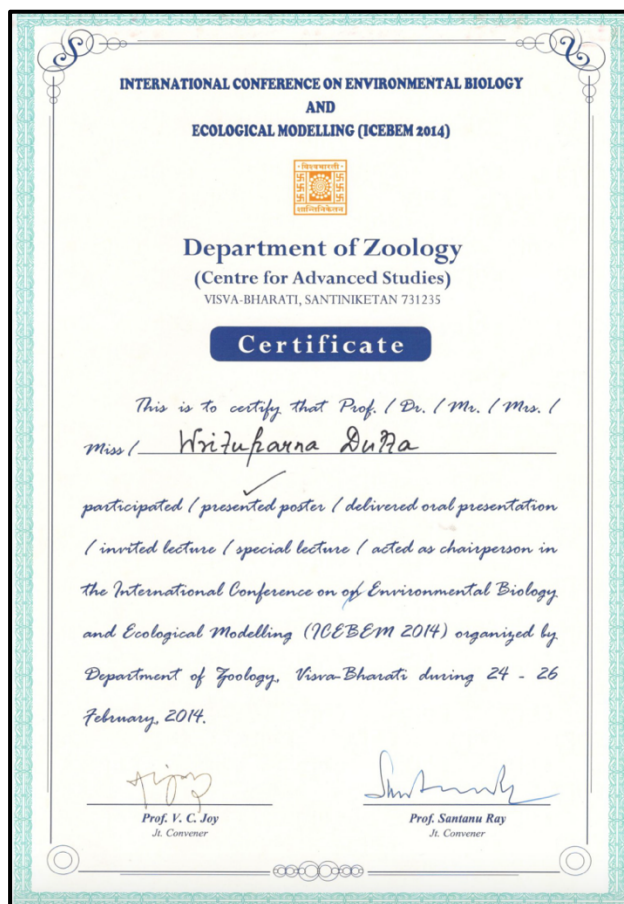 INTERNATIONAL CONFERENCE ON ENVIRONMENTAL BIOLOGY
AND
ECOLOGICAL MODELLING (ICEBEM 2014)
विश्वभारती
शान्तिनिकेतन
Department of Zoology
(Centre for Advanced Studies)
VISVA-BHARATI, SANTINIKETAN 731235
Certificate
This is to certify that Prof. / Dr. / Mr. / Mrs. /
Miss / Writuparna Dutta
participated / presented poster / delivered oral presentation
/ invited lecture / special lecture / acted as chairperson in
the International Conference on on Environmental Biology
and Ecological Modelling (ICEBEM 2014) organized by
Department of Zoology, Visva-Bharati during 24 - 26
February, 2014.
Prof. V. C. Joy
Jt. Convener
Prof. Santanu Ray
Jt. Convener